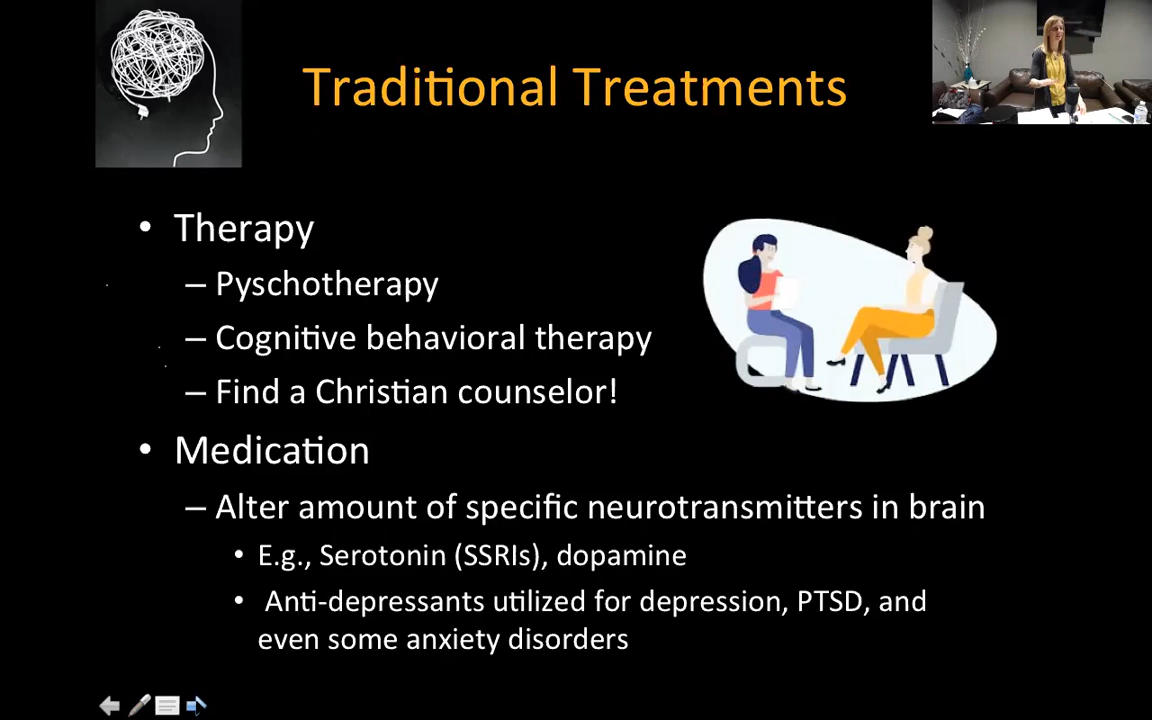 Traditional Treatments
• Therapy
– Pyschotherapy
– Cognitive behavioral therapy
– Find a Christian counselor!
• Medication
– Alter amount of specific neurotransmitters in brain
• E.g., Serotonin (SSRIs), dopamine
• Anti-depressants utilized for depression, PTSD, and
even some anxiety disorders